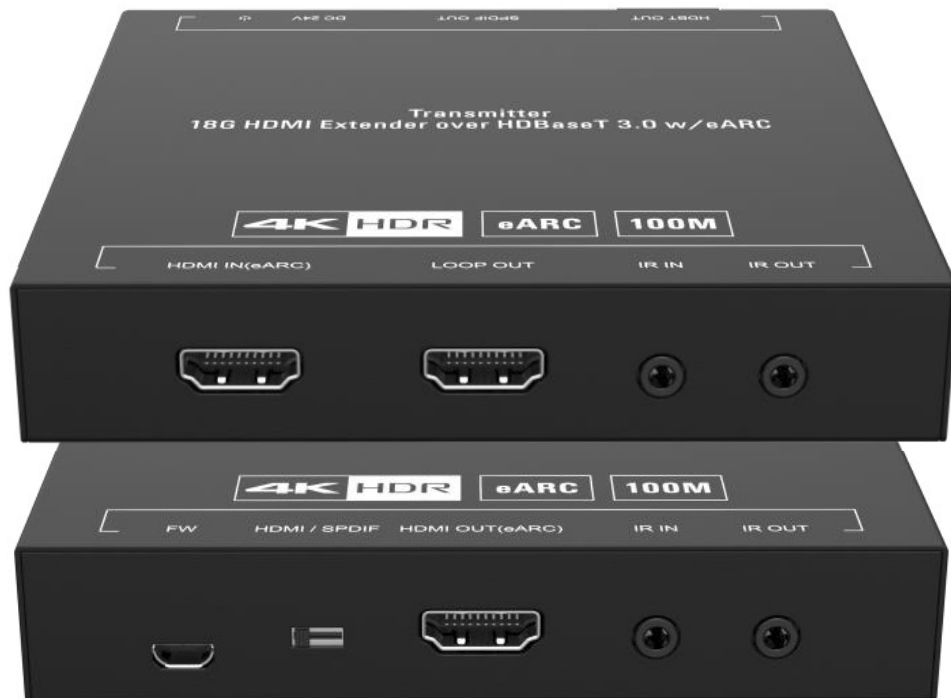 ⏻ DC 24V SPDIF OUT HDBT OUT
Transmitter
18G HDMI Extender over HDBaseT 3.0 w/eARC
4K HDR eARC 100M
HDMI IN(eARC) LOOP OUT IR IN IR OUT
4K HDR eARC 100M
FW HDMI / SPDIF HDMI OUT(eARC) IR IN IR OUT